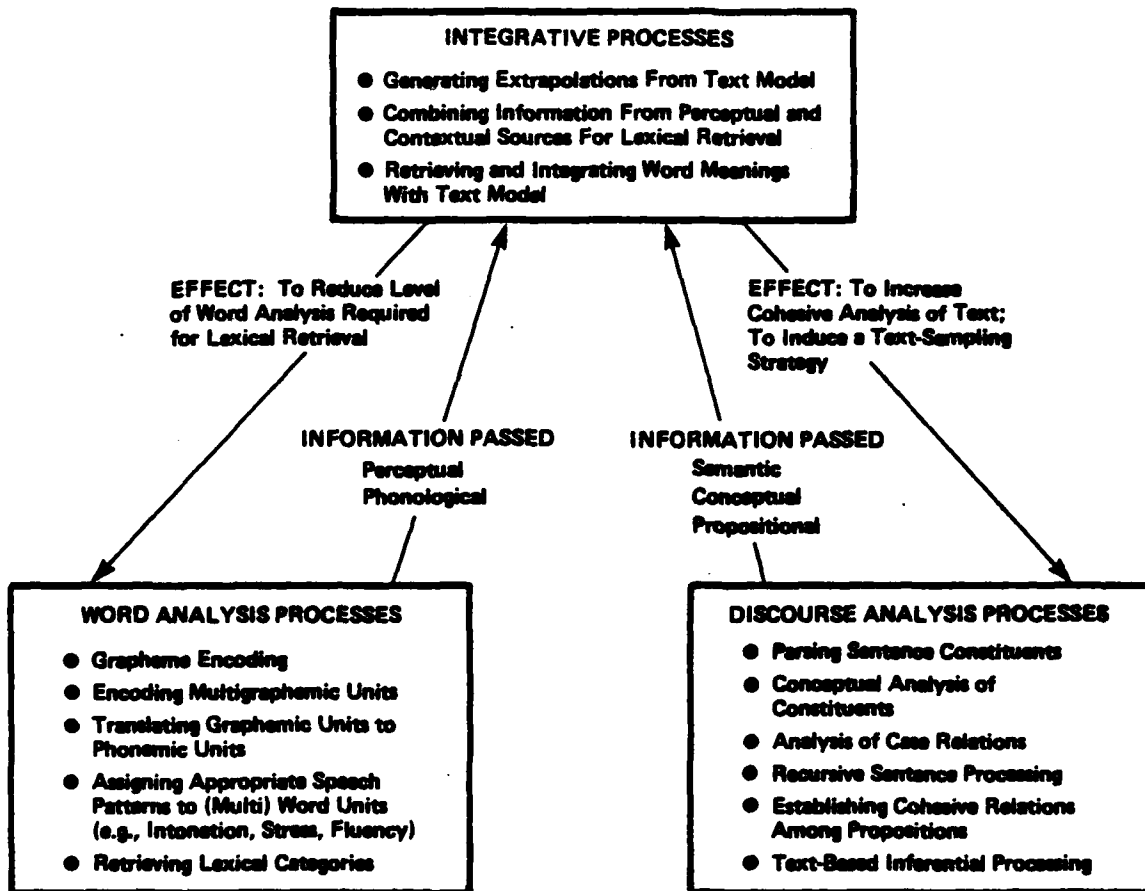 INTEGRATIVE PROCESSES
● Generating Extrapolations From Text Model
● Combining Information From Perceptual and
Contextual Sources For Lexical Retrieval
● Retrieving and Integrating Word Meanings
With Text Model
EFFECT: To Reduce Level
of Word Analysis Required
for Lexical Retrieval
EFFECT: To Increase
Cohesive Analysis of Text;
To Induce a Text-Sampling
Strategy
INFORMATION PASSED
Perceptual
Phonological
INFORMATION PASSED
Semantic
Conceptual
Propositional
WORD ANALYSIS PROCESSES
● Grapheme Encoding
● Encoding Multigraphemic Units
● Translating Graphemic Units to
Phonemic Units
● Assigning Appropriate Speech
Patterns to (Multi) Word Units
(e.g., Intonation, Stress, Fluency)
● Retrieving Lexical Categories
DISCOURSE ANALYSIS PROCESSES
● Parsing Sentence Constituents
● Conceptual Analysis of
Constituents
● Analysis of Case Relations
● Recursive Sentence Processing
● Establishing Cohesive Relations
Among Propositions
● Text-Based Inferential Processing